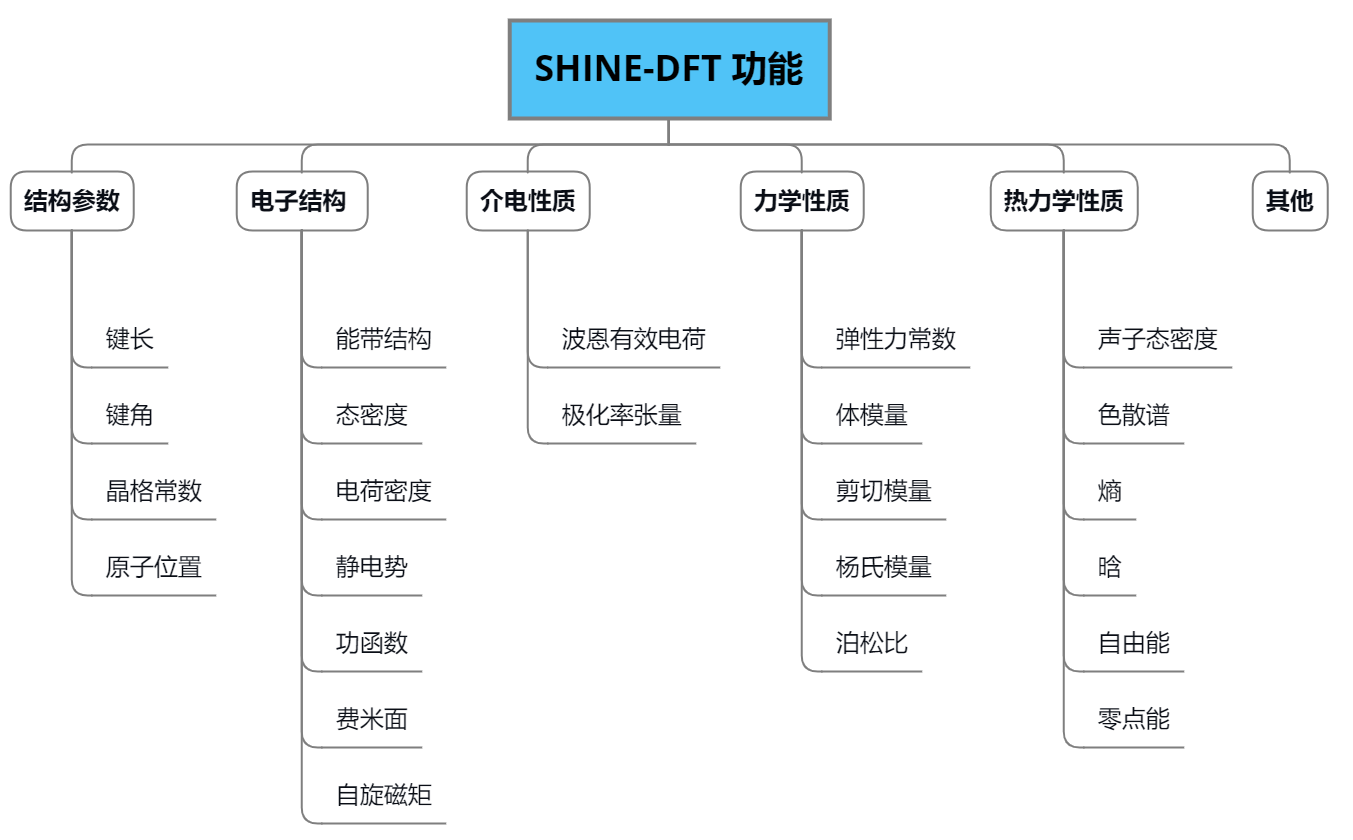 SHINE-DFT 功能
结构参数
电子结构
介电性质
力学性质
热力学性质
其他
键长
键角
晶格常数
原子位置
能带结构
态密度
电荷密度
静电势
功函数
费米面
自旋磁矩
波恩有效电荷
极化率张量
弹性力常数
体模量
剪切模量
杨氏模量
泊松比
声子态密度
色散谱
熵
晗
自由能
零点能